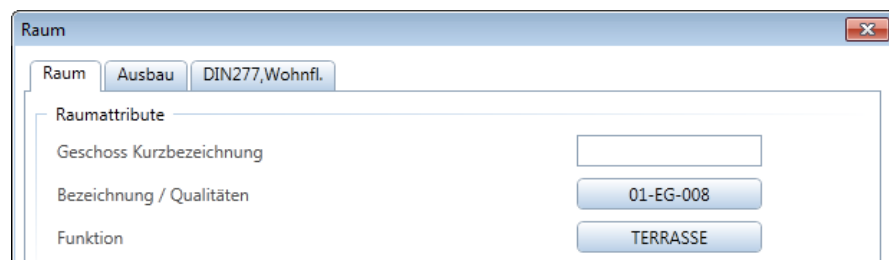 Raum
Raum Ausbau DIN277,Wohnfl.
Raumattribute
Geschoss Kurzbezeichnung
Bezeichnung / Qualitäten 01-EG-008
Funktion TERRASSE